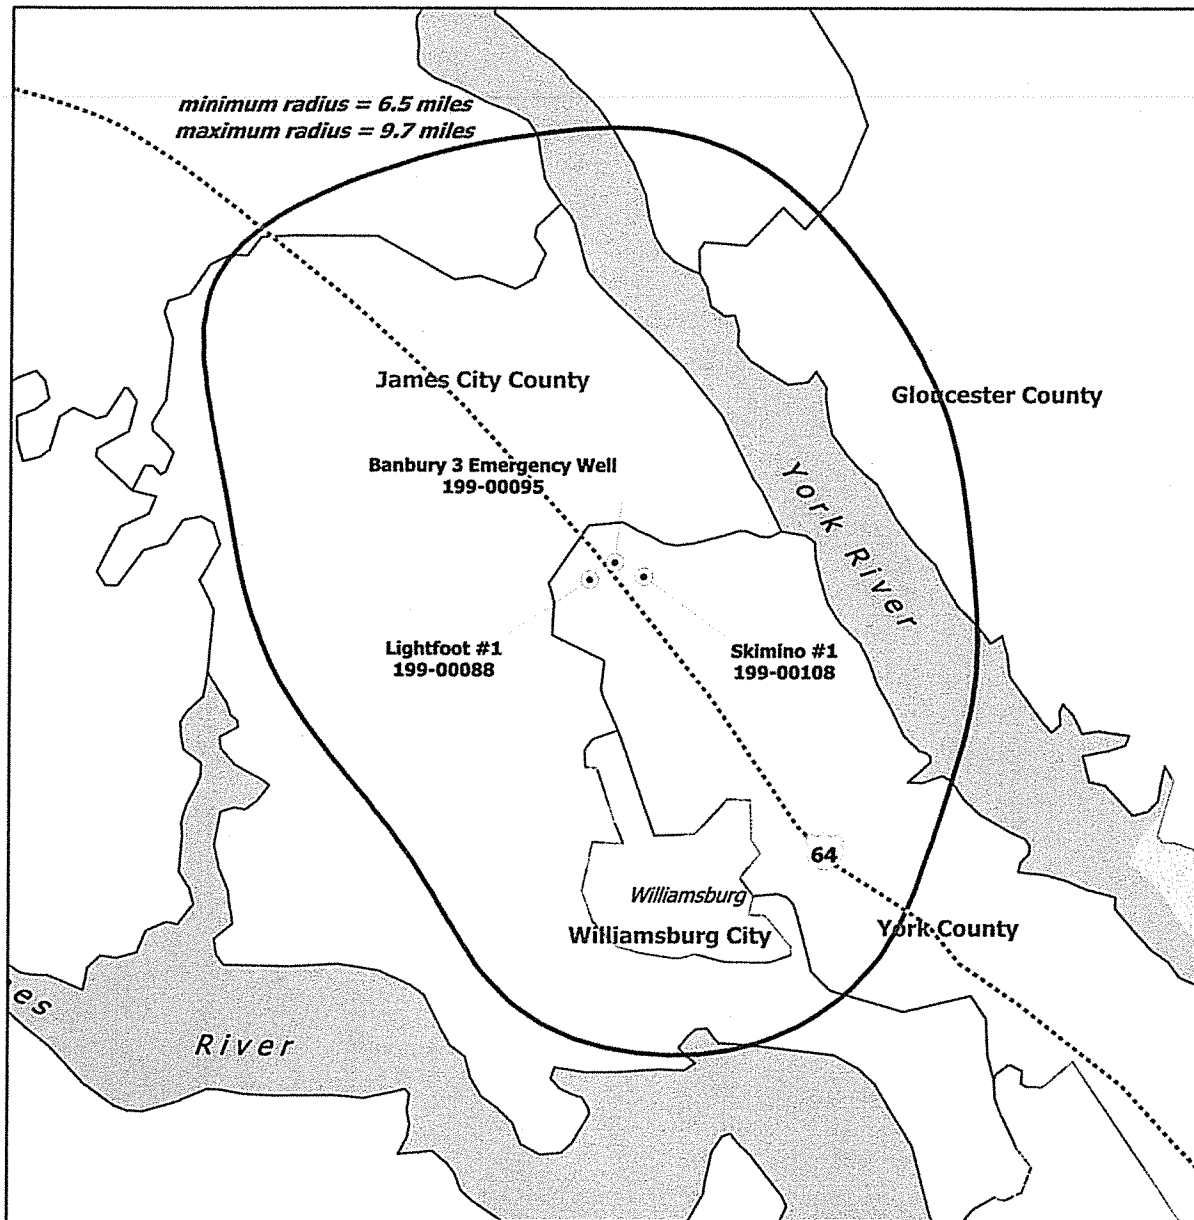 minimum radius = 6.5 miles
maximum radius = 9.7 miles
James City County
Gloucester County
Banbury 3 Emergency Well
199-00095
York River
Lightfoot #1
199-00088
Skimino #1
199-00108
64
Williamsburg
Williamsburg City
York County
es
River